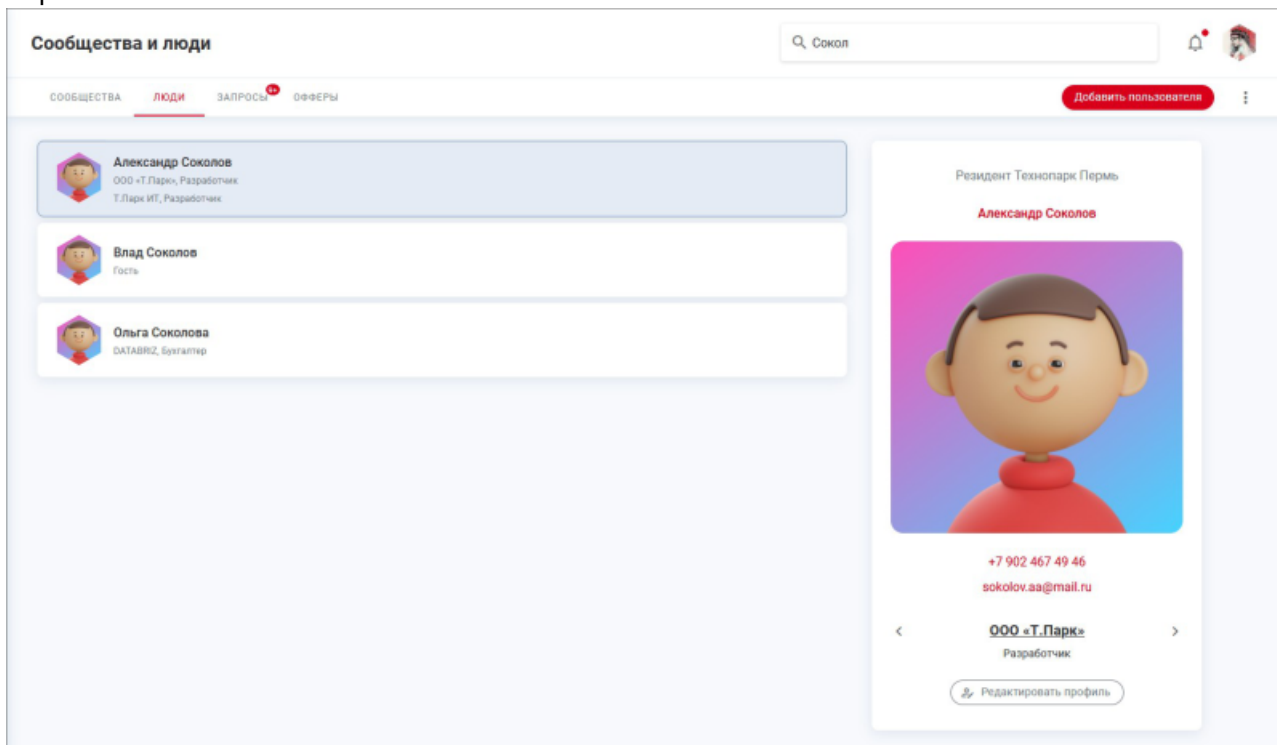 Сообщества и люди
Сокол
СООБЩЕСТВА ЛЮДИ ЗАПРОСЫ 9+ ОФФЕРЫ
Добавить пользователя
Александр Соколов
ООО «Т.Парк», Разработчик
Т.Парк ИТ, Разработчик
Влад Соколов
Гость
Ольга Соколова
DATABRIZ, Бухгалтер
Резидент Технопарк Пермь
Александр Соколов
+7 902 467 49 46
sokolov.aa@mail.ru
ООО «Т.Парк»
Разработчик
Редактировать профиль